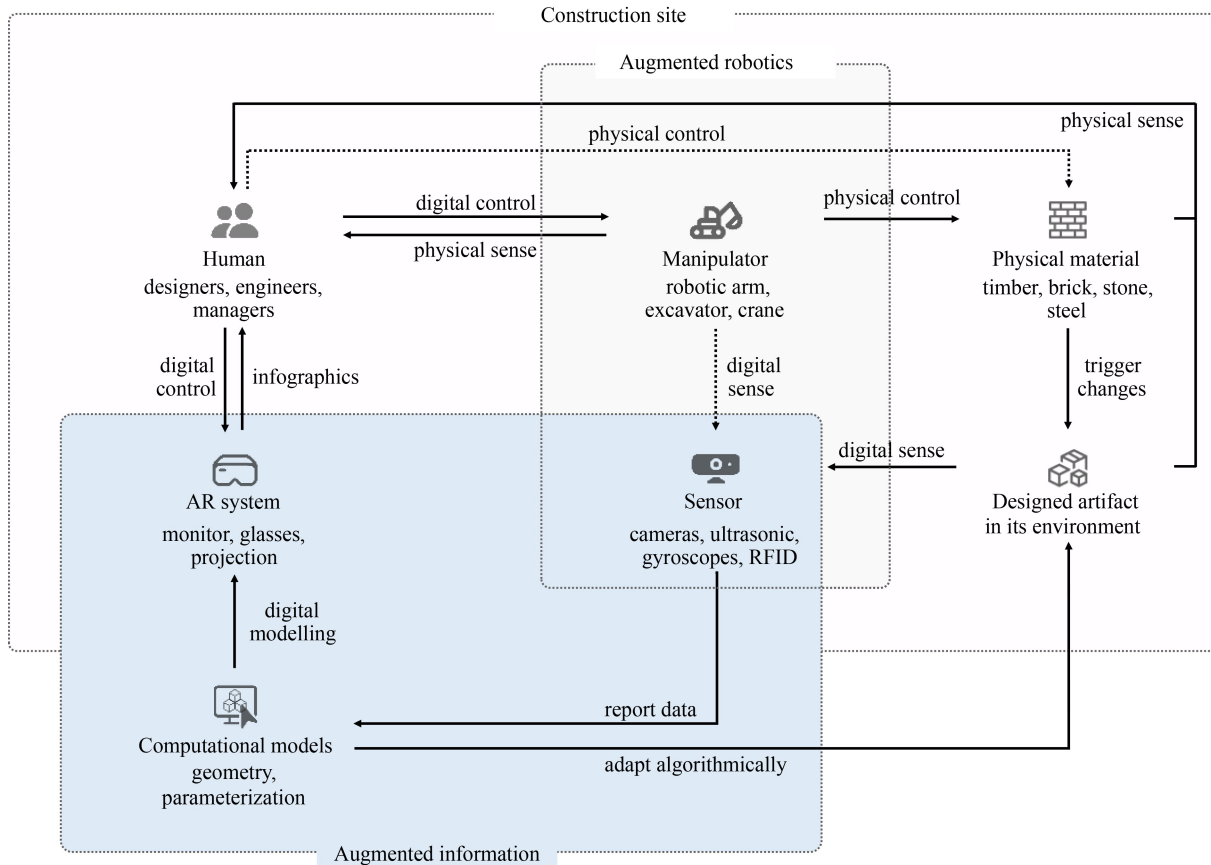 Construction site
Augmented robotics
physical sense
physical control
digital control
physical control
physical sense
Human
designers, engineers,
managers
Manipulator
robotic arm,
excavator, crane
Physical material
timber, brick, stone,
steel
digital
control
infographics
digital
sense
trigger
changes
digital sense
AR system
monitor, glasses,
projection
Sensor
cameras, ultrasonic,
gyroscopes, RFID
Designed artifact
in its environment
digital
modelling
report data
Computational models
geometry,
parameterization
adapt algorithmically
Augmented information